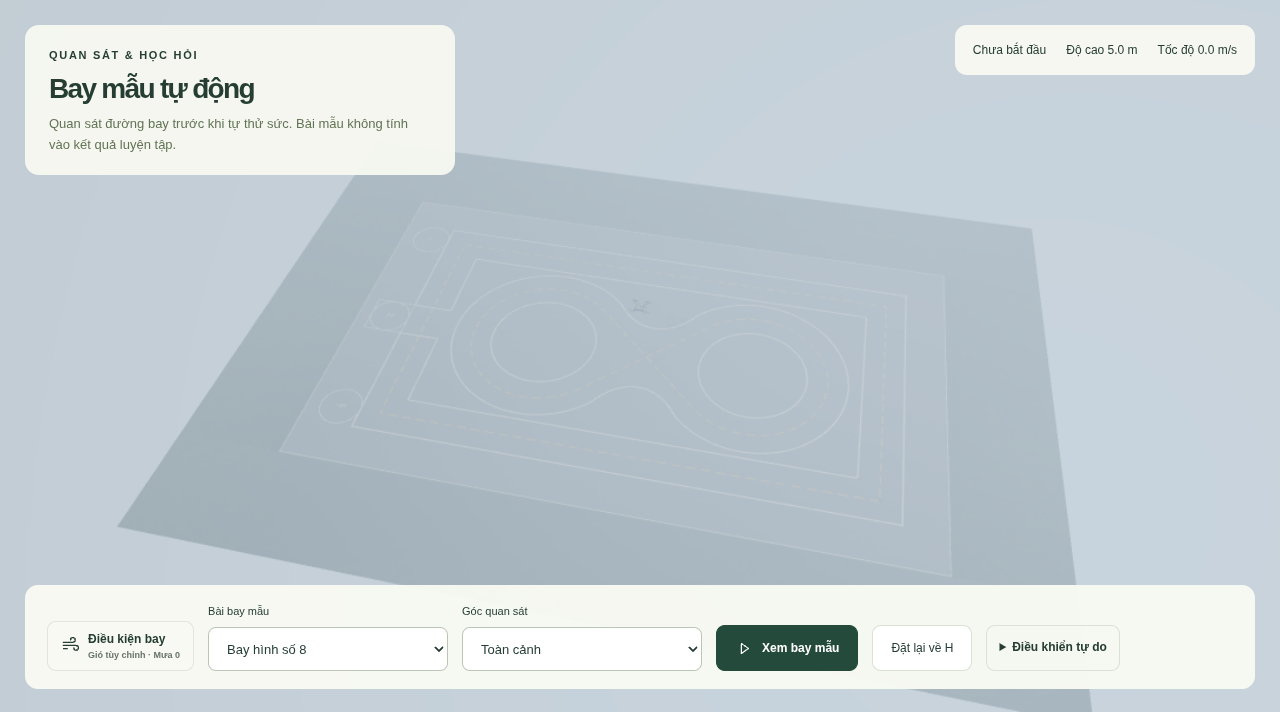 QUAN SÁT & HỌC HỎI
Bay mẫu tự động
Quan sát đường bay trước khi tự thử sức. Bài mẫu không tính
vào kết quả luyện tập.
Chưa bắt đầu Độ cao 5.0 m Tốc độ 0.0 m/s
Điều kiện bay
Gió tùy chỉnh · Mưa 0
Bài bay mẫu
Bay hình số 8
Góc quan sát
Toàn cảnh
Xem bay mẫu
Đặt lại về H
Điều khiển tự do